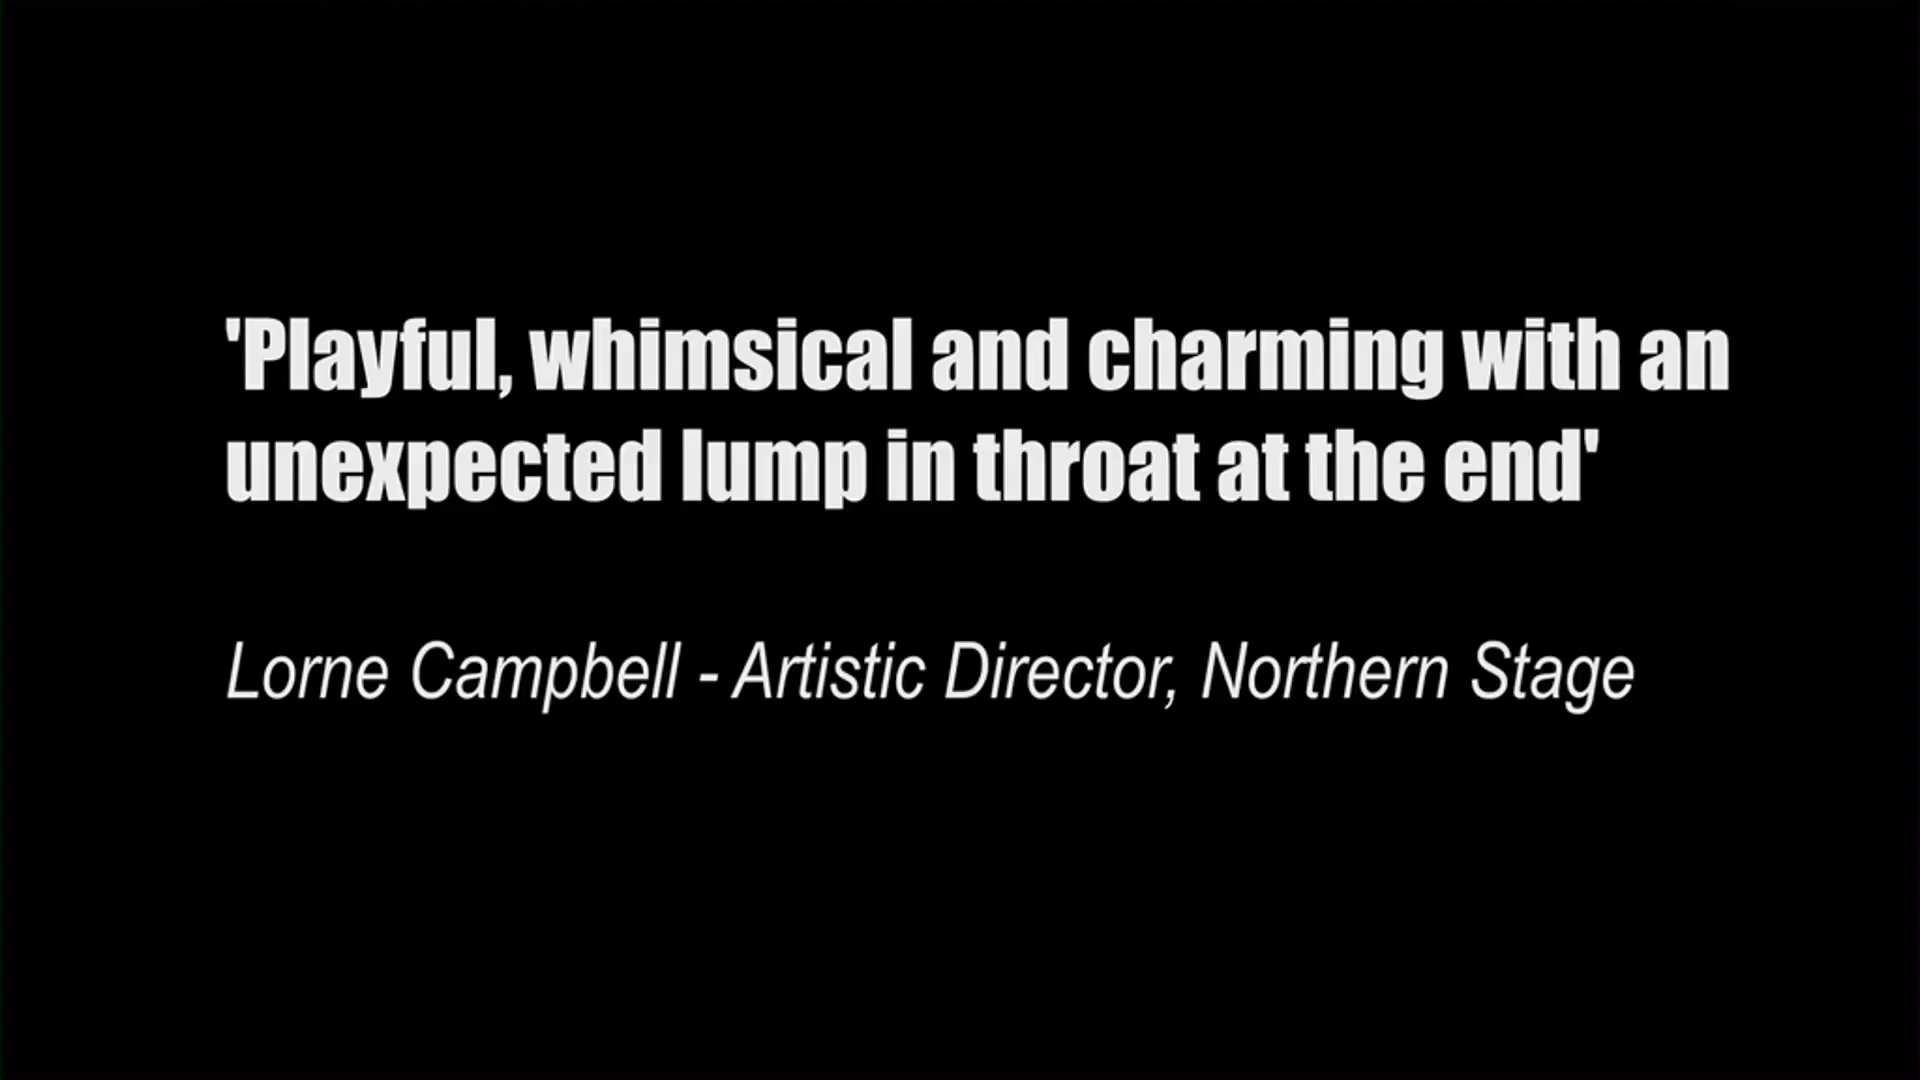 'Playful, whimsical and charming with an
unexpected lump in throat at the end'
Lorne Campbell - Artistic Director, Northern Stage